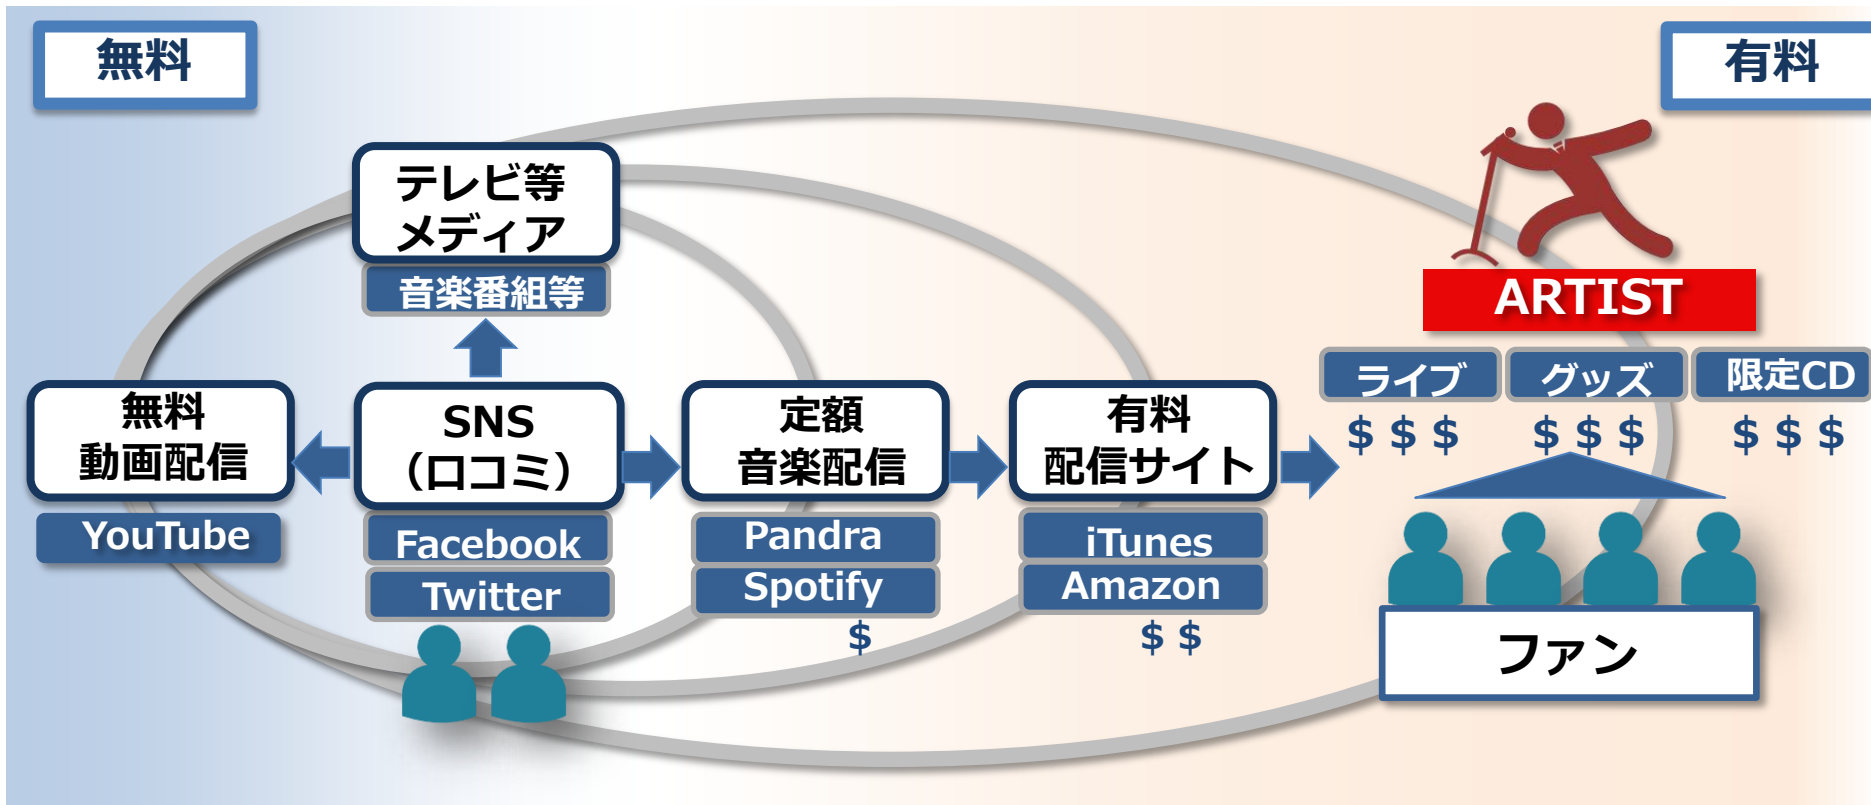 無料
有料
テレビ等
メディア
音楽番組等
ARTIST
ライブ
グッズ
限定CD
$ $ $
$ $ $
$ $ $
無料
動画配信
YouTube
SNS
（口コミ）
Facebook
Twitter
定額
音楽配信
Pandra
Spotify
$
有料
配信サイト
iTunes
Amazon
$ $
ファン